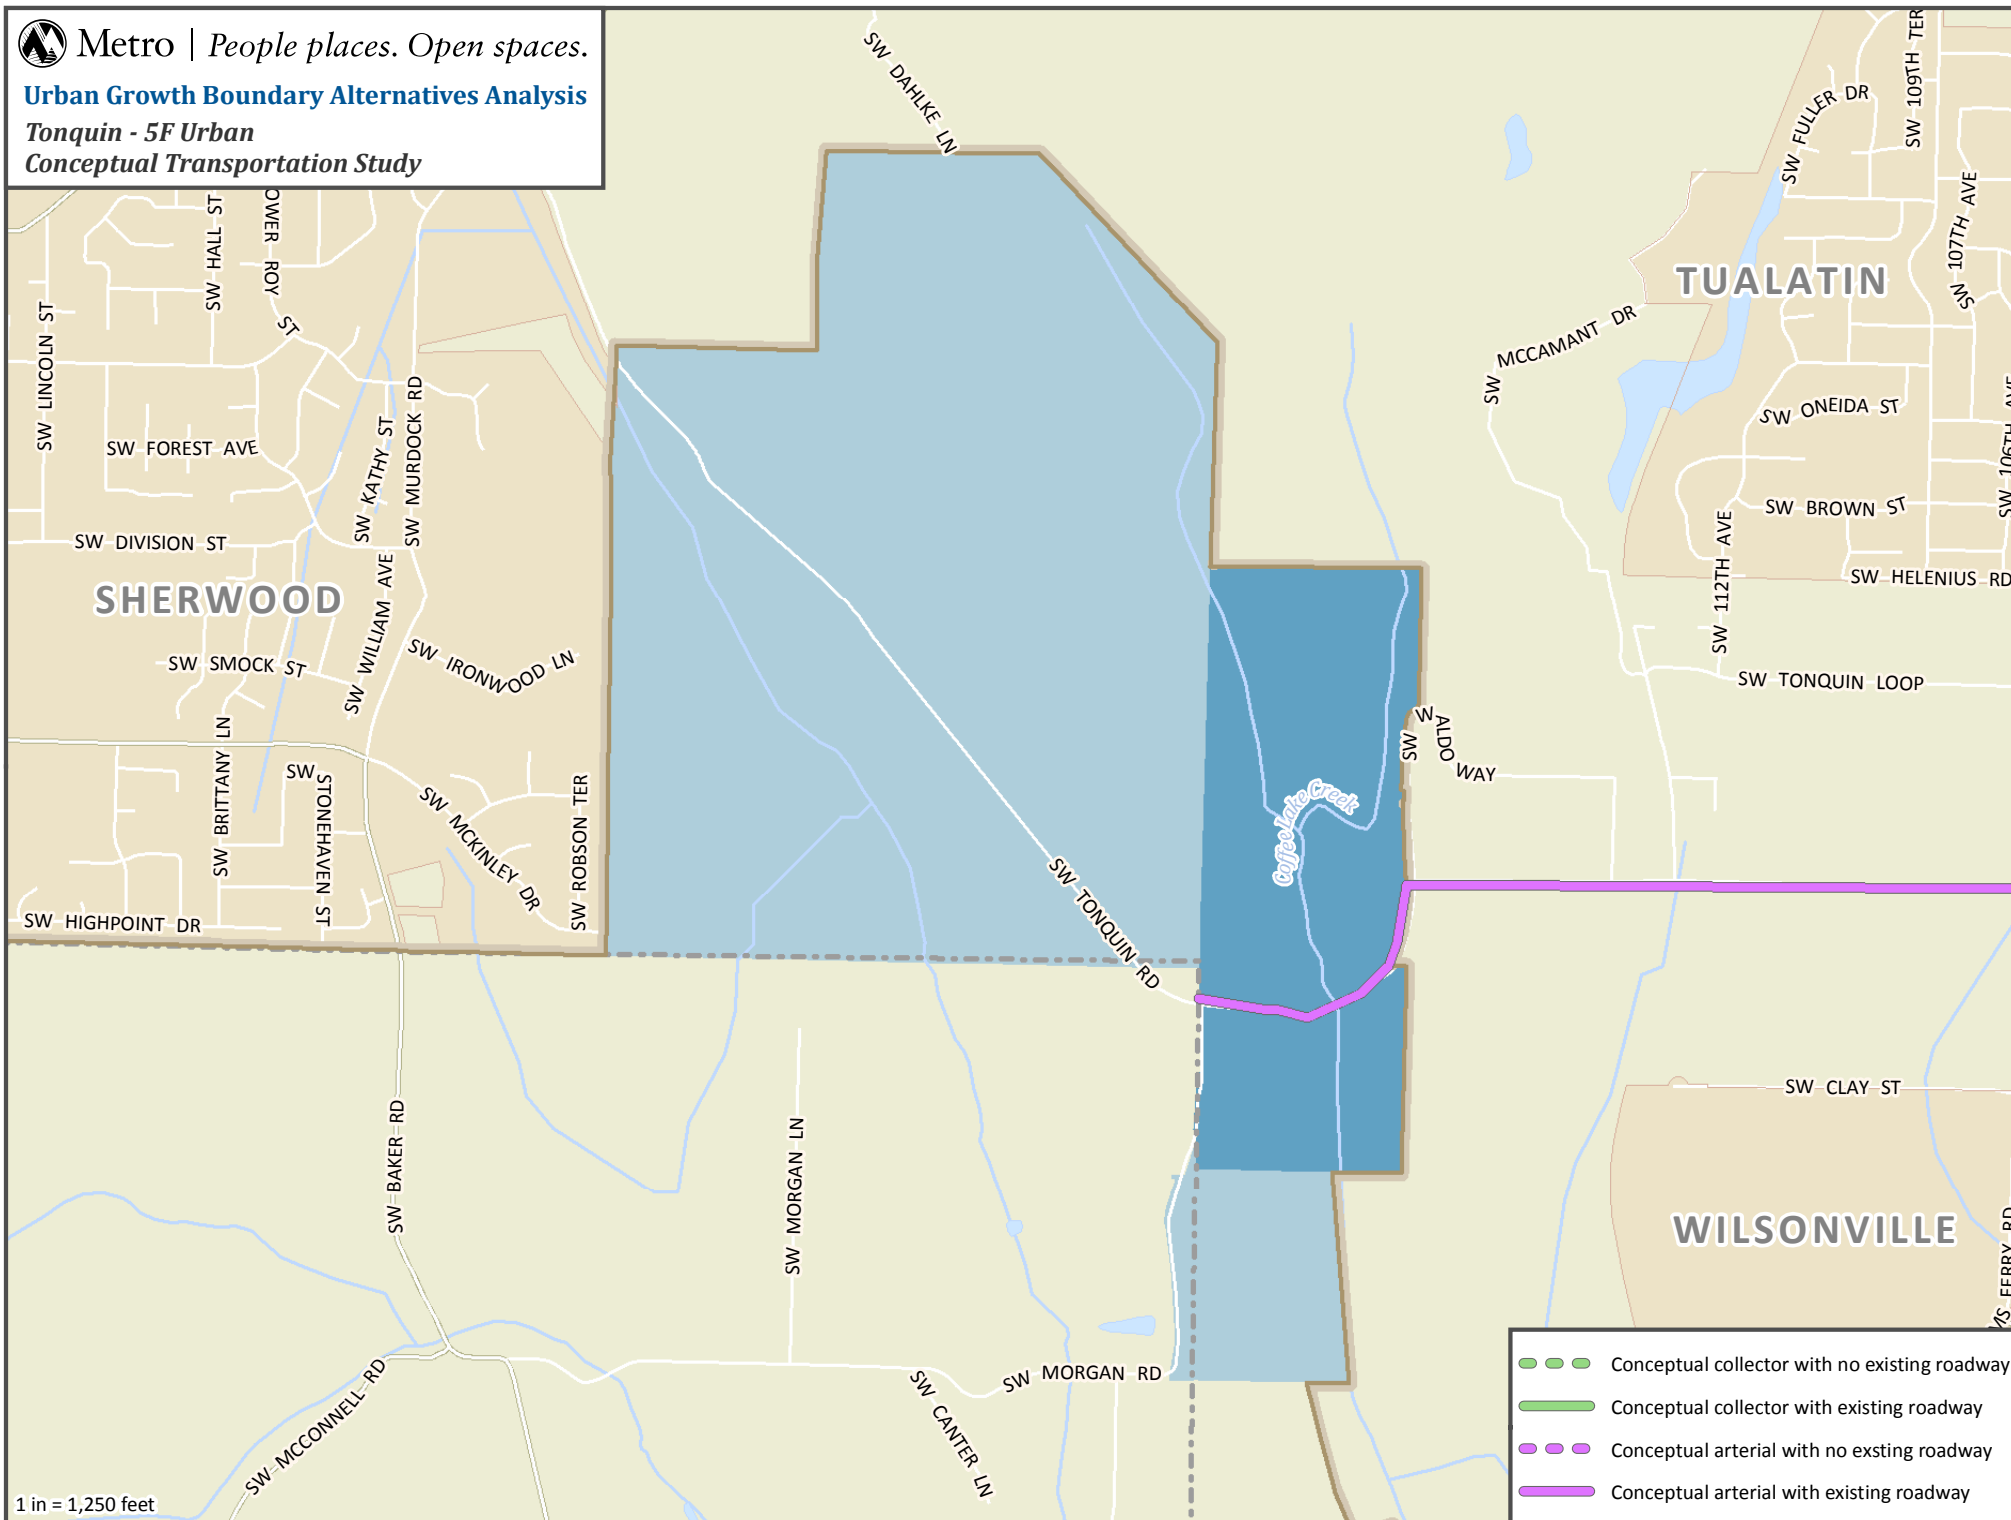 Metro | People places. Open spaces.
Urban Growth Boundary Alternatives Analysis
Tonquin - 5F Urban
Conceptual Transportation Study
SW DAHLKE LN
SW FULLER DR
SW 109TH TER
SW 107TH AVE
TUALATIN
SW MCCAMANT DR
SW ONEIDA ST
SW 106TH AVE
SW BROWN ST
SW 112TH AVE
SW HELENIUS RD
SW TONQUIN LOOP
SW WALDO WAY
SW HALL ST
OWER ROY ST
SW LINCOLN ST
SW FOREST AVE
SW KATHY ST
SW MURDOCK RD
SW DIVISION ST
SHERWOOD
SW WILLIAM AVE
SW SMOCK ST
SW IRONWOOD LN
SW BRITTANY LN
SW STONEHAVEN ST
SW MCKINLEY DR
SW ROBSON TER
SW HIGHPOINT DR
Coffee Lake Creek
SW TONQUIN RD
SW BAKER RD
SW MORGAN LN
SW CLAY ST
WILSONVILLE
MS FERRY RD
SW MORGAN RD
SW CANTER LN
SW MCCONNELL RD
1 in = 1,250 feet
Conceptual collector with no existing roadway
Conceptual collector with existing roadway
Conceptual arterial with no exsting roadway
Conceptual arterial with existing roadway